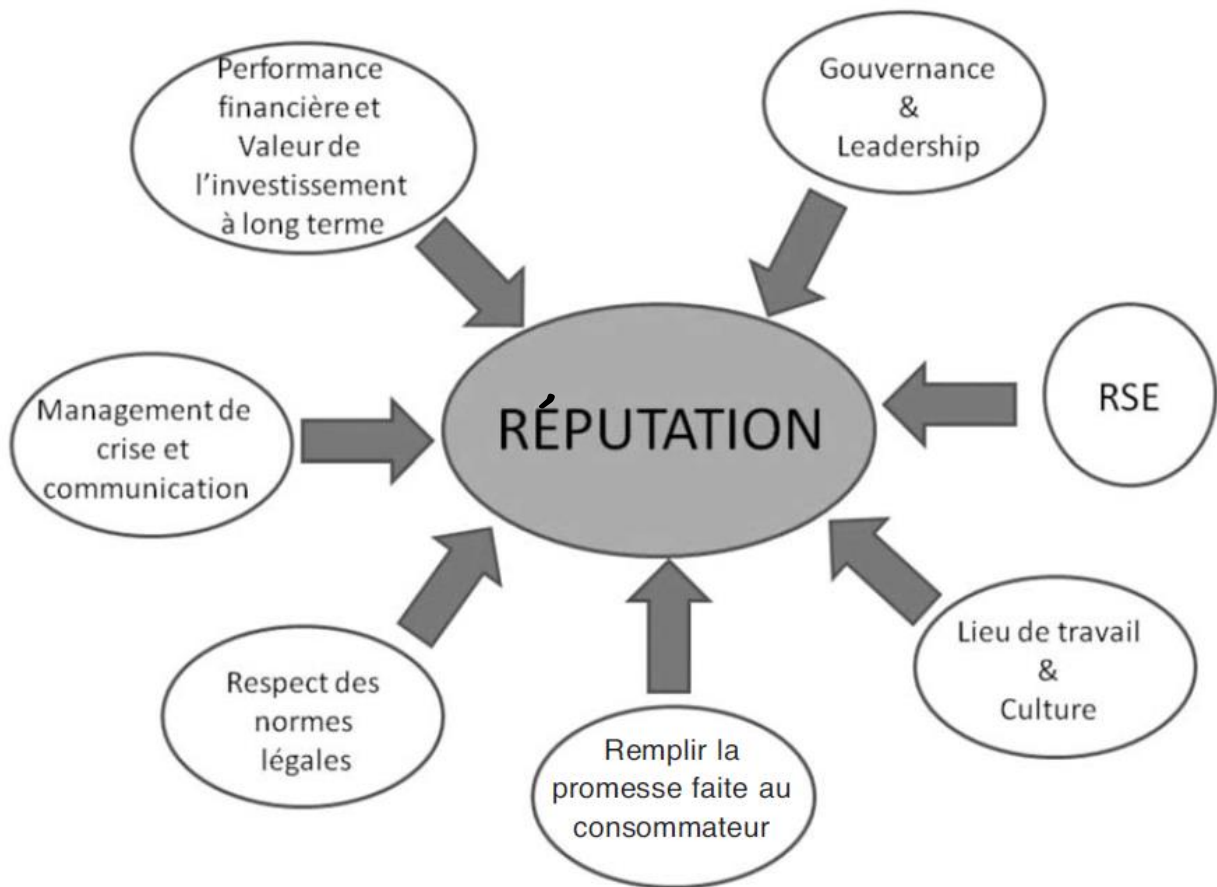 Performance
financière et
Valeur de
l'investissement
à long terme
Gouvernance
&
Leadership
Management de
crise et
communication
RÉPUTATION
RSE
Respect des
normes
légales
Remplir la
promesse faite au
consommateur
Lieu de travail
&
Culture